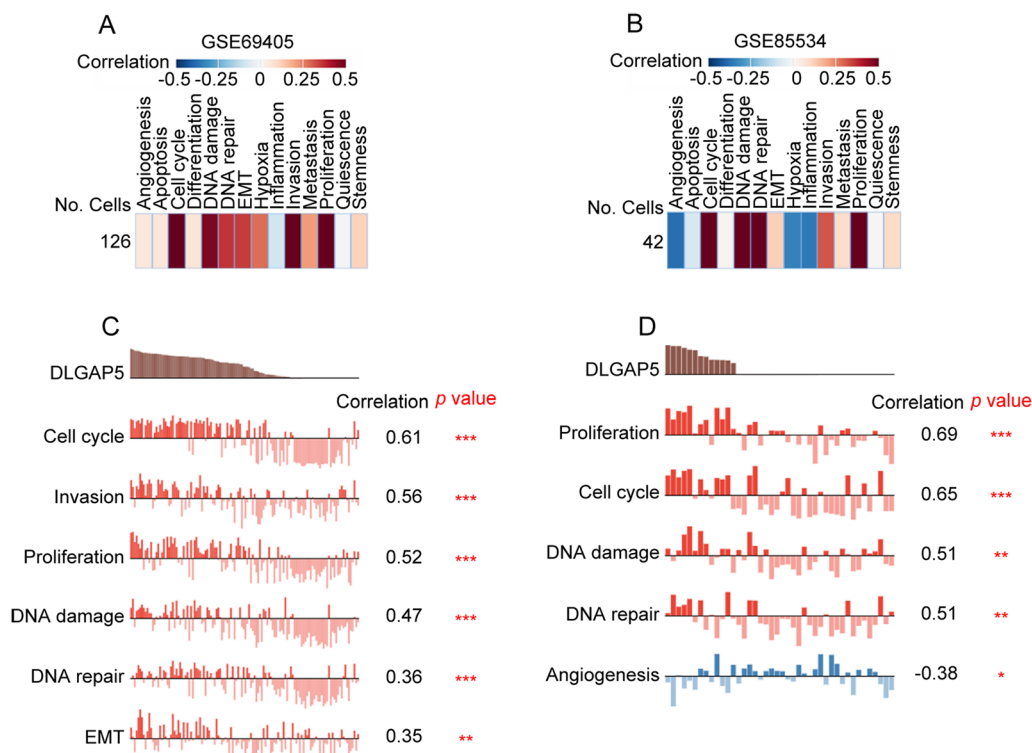 A
GSE69405
Correlation
-0.5 -0.25 0 0.25 0.5
Angiogenesis
Apoptosis
Cell cycle
Differentiation
DNA damage
DNA repair
EMT
Hypoxia
Inflammation
Invasion
Metastasis
Proliferation
Quiescence
Stemness
No. Cells
126
B
GSE85534
Correlation
-0.5 -0.25 0 0.25 0.5
Angiogenesis
Apoptosis
Cell cycle
Differentiation
DNA damage
DNA repair
EMT
Hypoxia
Inflammation
Invasion
Metastasis
Proliferation
Quiescence
Stemness
No. Cells
42
C
DLGAP5
Correlation p value
Cell cycle 0.61 ***
Invasion 0.56 ***
Proliferation 0.52 ***
DNA damage 0.47 ***
DNA repair 0.36 ***
EMT 0.35 **
D
DLGAP5
Correlation p value
Proliferation 0.69 ***
Cell cycle 0.65 ***
DNA damage 0.51 **
DNA repair 0.51 **
Angiogenesis -0.38 *